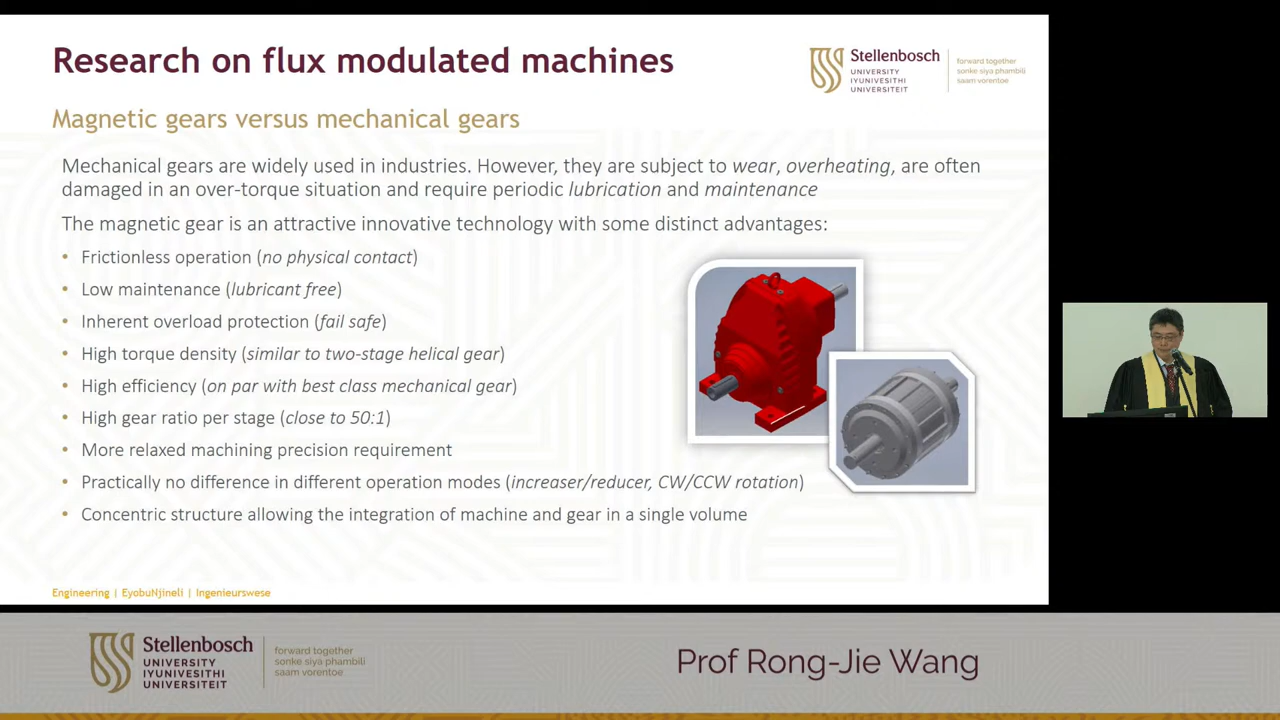 Research on flux modulated machines
Stellenbosch
UNIVERSITY
IYUNIVESITHI
UNIVERSITEIT
forward together
sonke siya phambili
saam vorentoe
Magnetic gears versus mechanical gears
Mechanical gears are widely used in industries. However, they are subject to wear, overheating, are often
damaged in an over-torque situation and require periodic lubrication and maintenance
The magnetic gear is an attractive innovative technology with some distinct advantages:
• Frictionless operation (no physical contact)
• Low maintenance (lubricant free)
• Inherent overload protection (fail safe)
• High torque density (similar to two-stage helical gear)
• High efficiency (on par with best class mechanical gear)
• High gear ratio per stage (close to 50:1)
• More relaxed machining precision requirement
• Practically no difference in different operation modes (increaser/reducer, CW/CCW rotation)
• Concentric structure allowing the integration of machine and gear in a single volume
Engineering | EyobuNjineli | Ingenieurswese
Stellenbosch
UNIVERSITY
IYUNIVESITHI
UNIVERSITEIT
forward together
sonke siya phambili
saam vorentoe
Prof Rong-Jie Wang